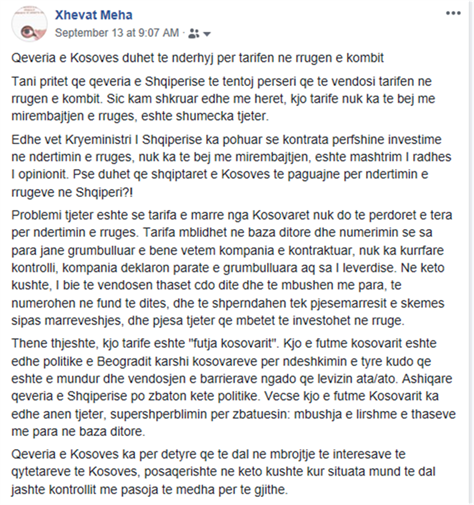 Xhevat Meha
September 13 at 9:07 AM ·
Qeveria e Kosoves duhet te nderhyj per tarifen ne rrugen e kombit
Tani pritet qe qeveria e Shqiperise te tentoj perseri qe te vendosi tarifen ne
rrugen e kombit. Sic kam shkruar edhe me heret, kjo tarife nuk ka te bej me
mirembajtjen e rruges, eshte shumecka tjeter.
Edhe vet Kryeministri I Shqiperise ka pohuar se kontrata perfshine investime
ne ndertimin e rruges, nuk ka te bej me mirembajtjen, eshte mashtrim I radhes
I opinionit. Pse duhet qe shqiptaret e Kosoves te paguajne per ndertimin e
rrugeve ne Shqiperi?!
Problemi tjeter eshte se tarifa e marre nga Kosovaret nuk do te perdoret e tera
per ndertimin e rruges. Tarifa mblidhet ne baza ditore dhe numerimin se sa
para jane grumbulluar e bene vetem kompania e kontraktuar, nuk ka kurrfare
kontrolli, kompania deklaron parate e grumbulluara aq sa I leverdise. Ne keto
kushte, I bie te vendosen thaset cdo dite dhe te mbushen me para, te
numerohen ne fund te dites, dhe te shperndahen tek pjesemarresit e skemes
sipas marreveshjes, dhe pjesa tjeter qe mbetet te investohet ne rruge.
Thene thjeshte, kjo tarife eshte "futja kosovarit". Kjo e futme kosovarit eshte
edhe politike e Beogradit karshi kosovareve per ndeshkimin e tyre kudo qe
eshte e mundur dhe vendosjen e barrierave ngado qe levizin ata/ato. Ashiqare
qeveria e Shqiperise po zbaton kete politike. Vecse kjo e futme Kosovarit ka
edhe anen tjeter, supershperblimin per zbatuesin: mbushja e lirshme e thaseve
me para ne baza ditore.
Qeveria e Kosoves ka per detyre qe te dal ne mbrojtje te interesave te
qytetareve te Kosoves, posaqerishte ne keto kushte kur situata mund te dal
jashte kontrollit me pasoja te medha per te gjithe.